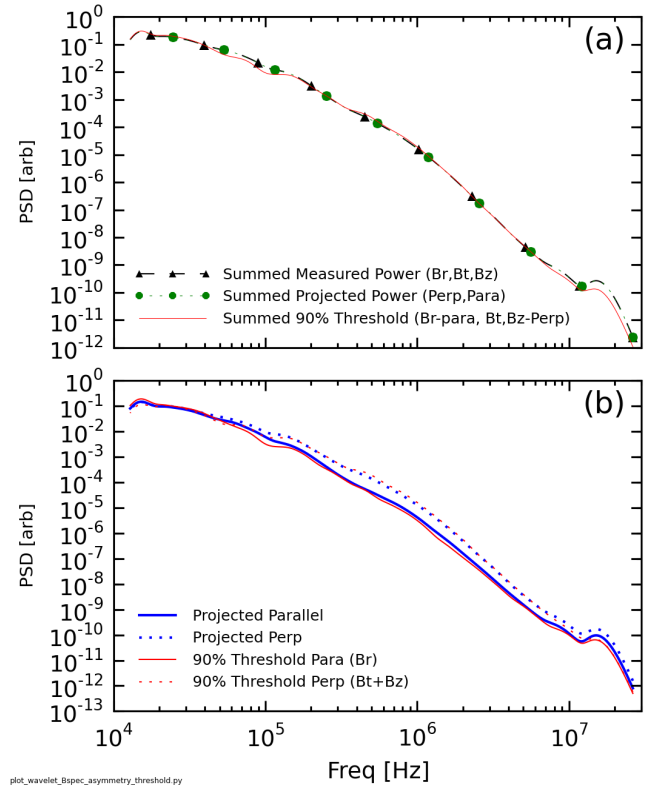 (a)
10^0
10^-1
10^-2
10^-3
10^-4
10^-5
10^-6
10^-7
10^-8
10^-9
10^-10
10^-11
10^-12
PSD [arb]
Summed Measured Power (Br,Bt,Bz)
Summed Projected Power (Perp,Para)
Summed 90% Threshold (Br-para, Bt,Bz-Perp)
(b)
10^0
10^-1
10^-2
10^-3
10^-4
10^-5
10^-6
10^-7
10^-8
10^-9
10^-10
10^-11
10^-12
10^-13
PSD [arb]
Projected Parallel
Projected Perp
90% Threshold Para (Br)
90% Threshold Perp (Bt+Bz)
10^4 10^5 10^6 10^7
Freq [Hz]
plot_wavelet_Bspec_asymmetry_threshold.py